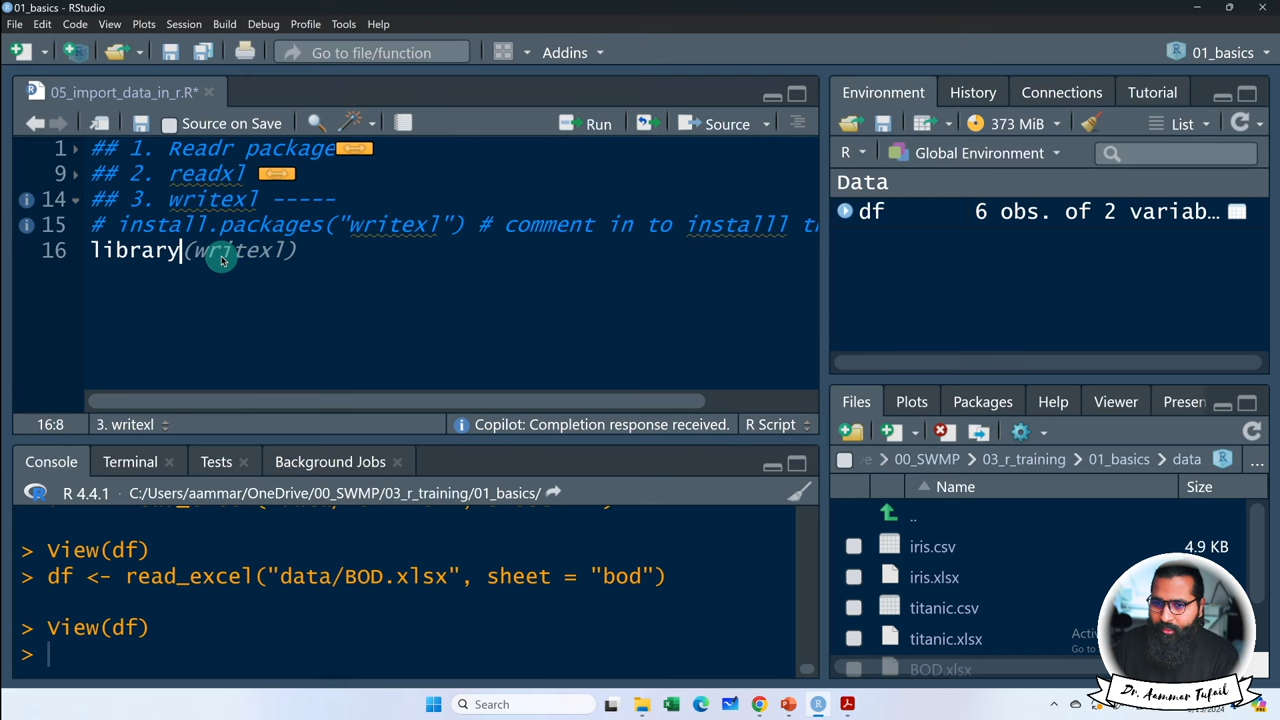 01_basics - RStudio
File Edit Code View Plots Session Build Debug Profile Tools Help
Go to file/function Addins 01_basics
05_import_data_in_r.R*
Source on Save Run Source
1 ## 1. Readr package
9 ## 2. readxl
14 ## 3. writexl -----
15 # install.packages("writexl") # comment in to installl th
16 library(writexl)
16:8 3. writexl Copilot: Completion response received. R Script
Console Terminal Tests Background Jobs
R 4.4.1 · C:/Users/aammar/OneDrive/00_SWMP/03_r_training/01_basics/
> View(df)
> df <- read_excel("data/BOD.xlsx", sheet = "bod")
> View(df)
>
Environment History Connections Tutorial
373 MiB List
R Global Environment
Data
df 6 obs. of 2 variab...
Files Plots Packages Help Viewer Presen
00_SWMP 03_r_training 01_basics data ...
Name Size
..
iris.csv 4.9 KB
iris.xlsx
titanic.csv
titanic.xlsx
BOD.xlsx
Dr. Aammar Tufail
Search